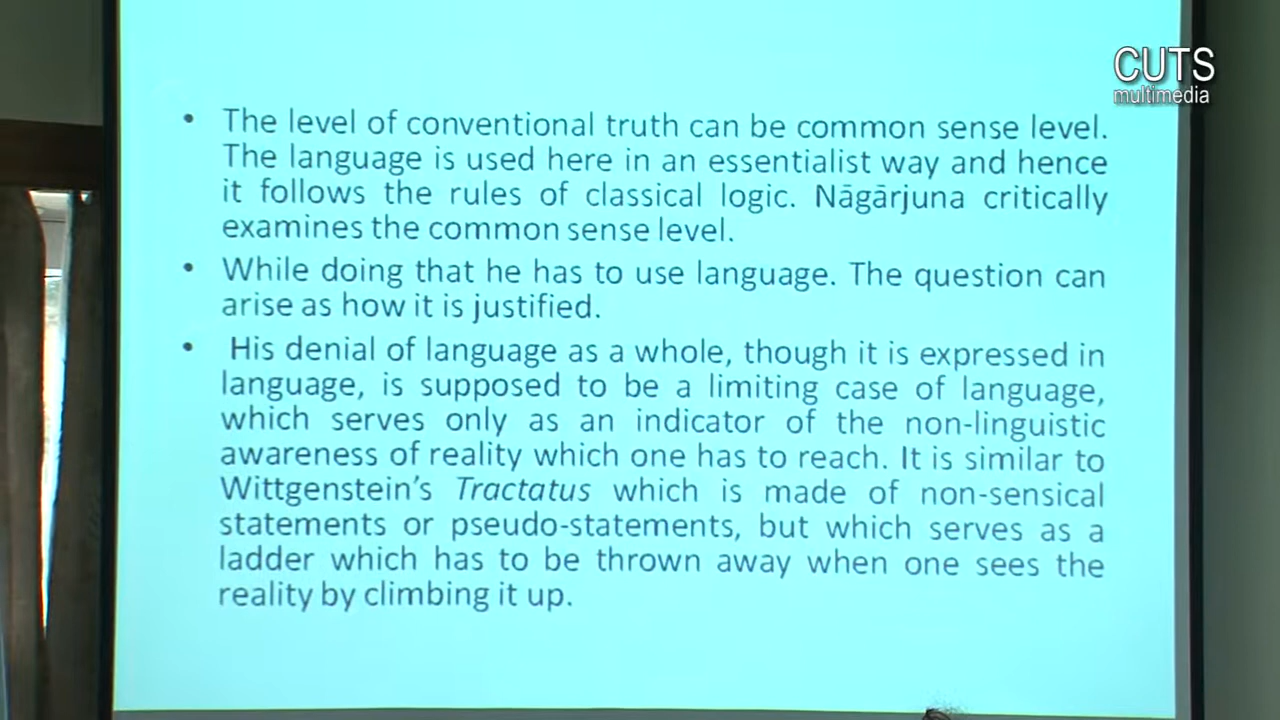 CUTS
multimedia
• The level of conventional truth can be common sense level.
The language is used here in an essentialist way and hence
it follows the rules of classical logic. Nāgārjuna critically
examines the common sense level.
• While doing that he has to use language. The question can
arise as how it is justified.
• His denial of language as a whole, though it is expressed in
language, is supposed to be a limiting case of language,
which serves only as an indicator of the non-linguistic
awareness of reality which one has to reach. It is similar to
Wittgenstein's Tractatus which is made of non-sensical
statements or pseudo-statements, but which serves as a
ladder which has to be thrown away when one sees the
reality by climbing it up.